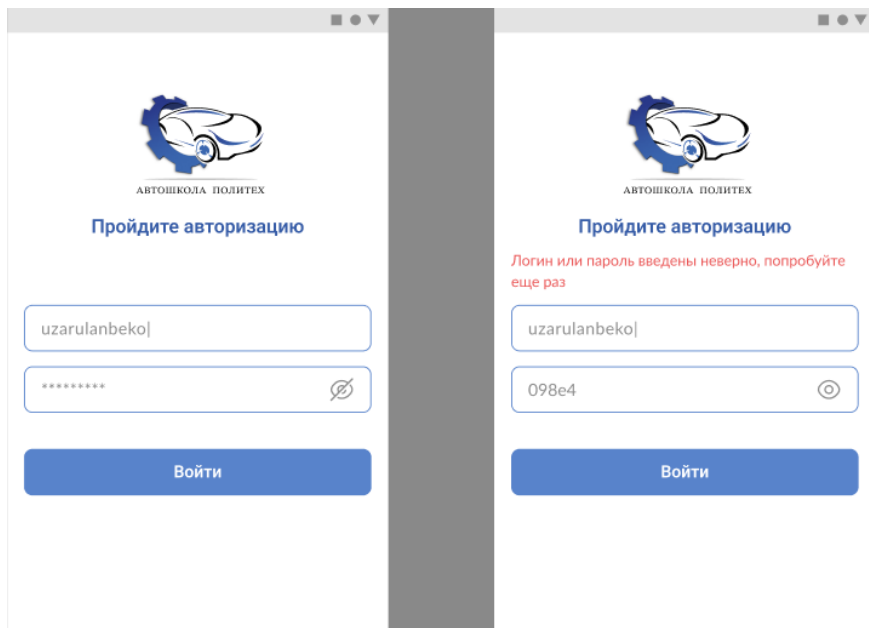 АВТОШКОЛА ПОЛИТЕХ
Пройдите авторизацию
uzarulanbeko|
*********
Войти
АВТОШКОЛА ПОЛИТЕХ
Пройдите авторизацию
Логин или пароль введены неверно, попробуйте
еще раз
uzarulanbeko|
098e4
Войти